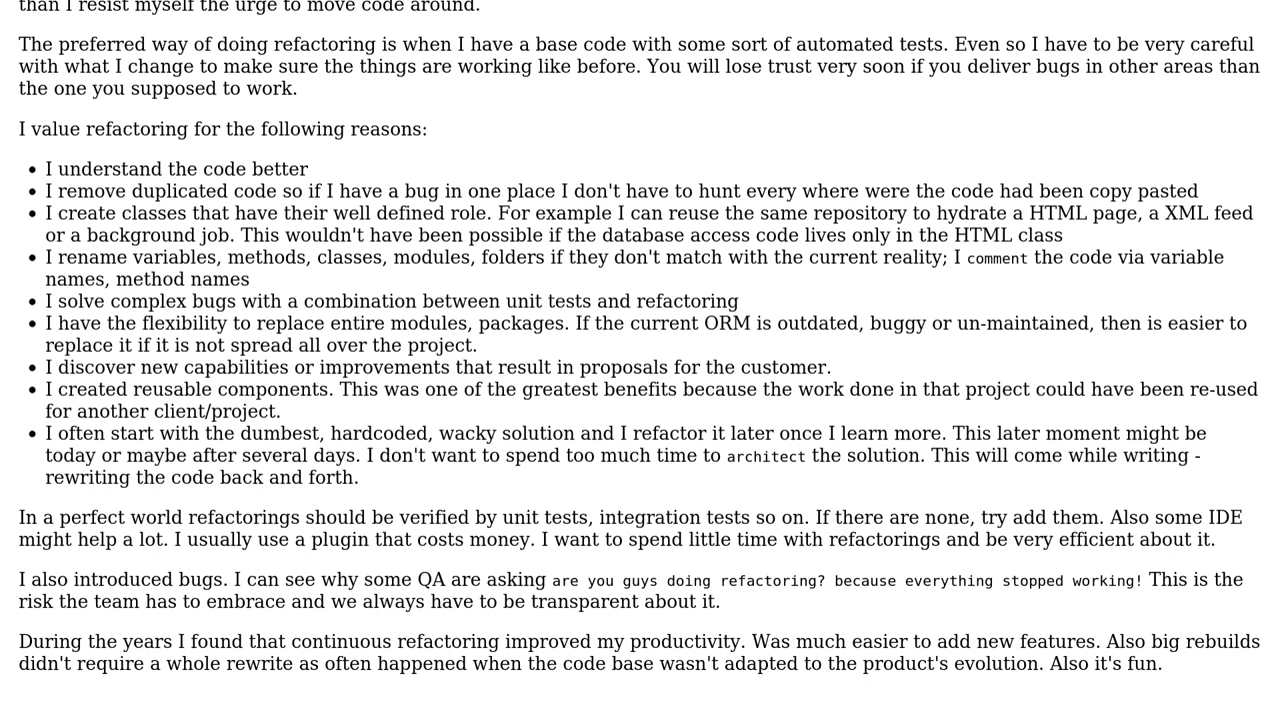 than I resist myself the urge to move code around.
The preferred way of doing refactoring is when I have a base code with some sort of automated tests. Even so I have to be very careful
with what I change to make sure the things are working like before. You will lose trust very soon if you deliver bugs in other areas than
the one you supposed to work.
I value refactoring for the following reasons:
• I understand the code better
• I remove duplicated code so if I have a bug in one place I don't have to hunt every where were the code had been copy pasted
• I create classes that have their well defined role. For example I can reuse the same repository to hydrate a HTML page, a XML feed
or a background job. This wouldn't have been possible if the database access code lives only in the HTML class
• I rename variables, methods, classes, modules, folders if they don't match with the current reality; I comment the code via variable
names, method names
• I solve complex bugs with a combination between unit tests and refactoring
• I have the flexibility to replace entire modules, packages. If the current ORM is outdated, buggy or un-maintained, then is easier to
replace it if it is not spread all over the project.
• I discover new capabilities or improvements that result in proposals for the customer.
• I created reusable components. This was one of the greatest benefits because the work done in that project could have been re-used
for another client/project.
• I often start with the dumbest, hardcoded, wacky solution and I refactor it later once I learn more. This later moment might be
today or maybe after several days. I don't want to spend too much time to architect the solution. This will come while writing -
rewriting the code back and forth.
In a perfect world refactorings should be verified by unit tests, integration tests so on. If there are none, try add them. Also some IDE
might help a lot. I usually use a plugin that costs money. I want to spend little time with refactorings and be very efficient about it.
I also introduced bugs. I can see why some QA are asking are you guys doing refactoring? because everything stopped working! This is the
risk the team has to embrace and we always have to be transparent about it.
During the years I found that continuous refactoring improved my productivity. Was much easier to add new features. Also big rebuilds
didn't require a whole rewrite as often happened when the code base wasn't adapted to the product's evolution. Also it's fun.